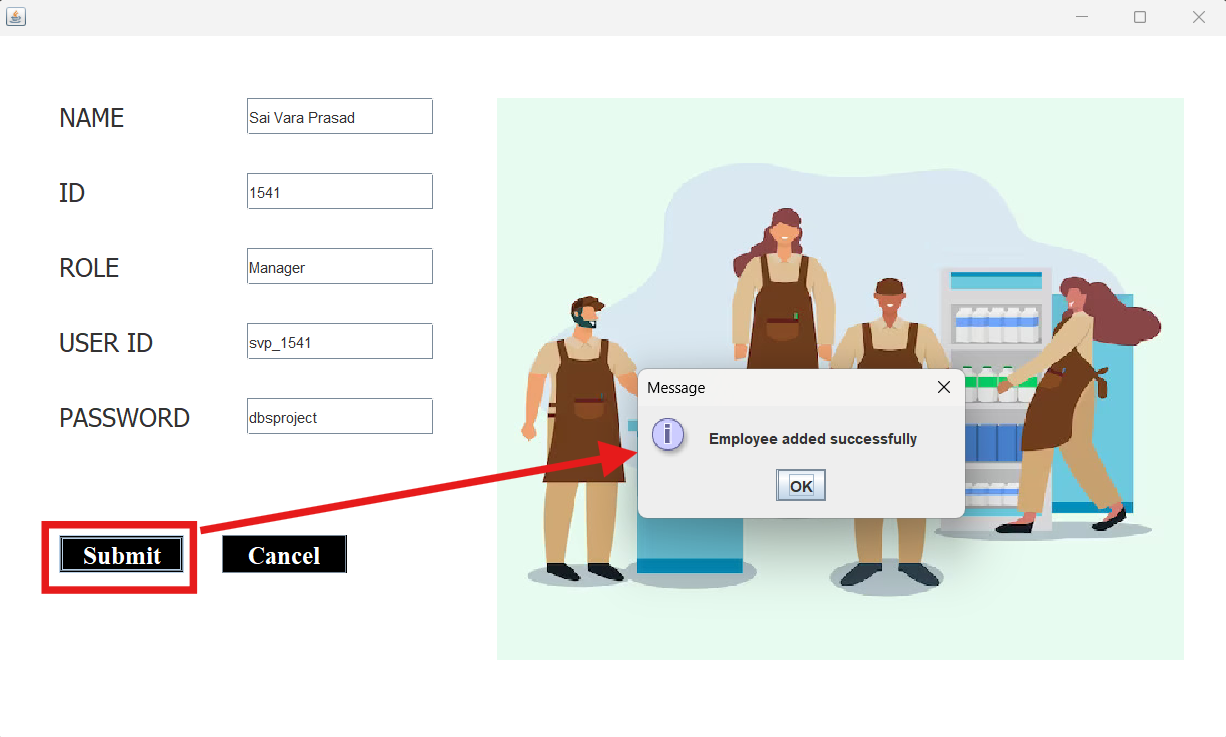 NAME
Sai Vara Prasad
ID
1541
ROLE
Manager
USER ID
svp_1541
PASSWORD
dbsproject
Submit
Cancel
Message
i
Employee added successfully
OK